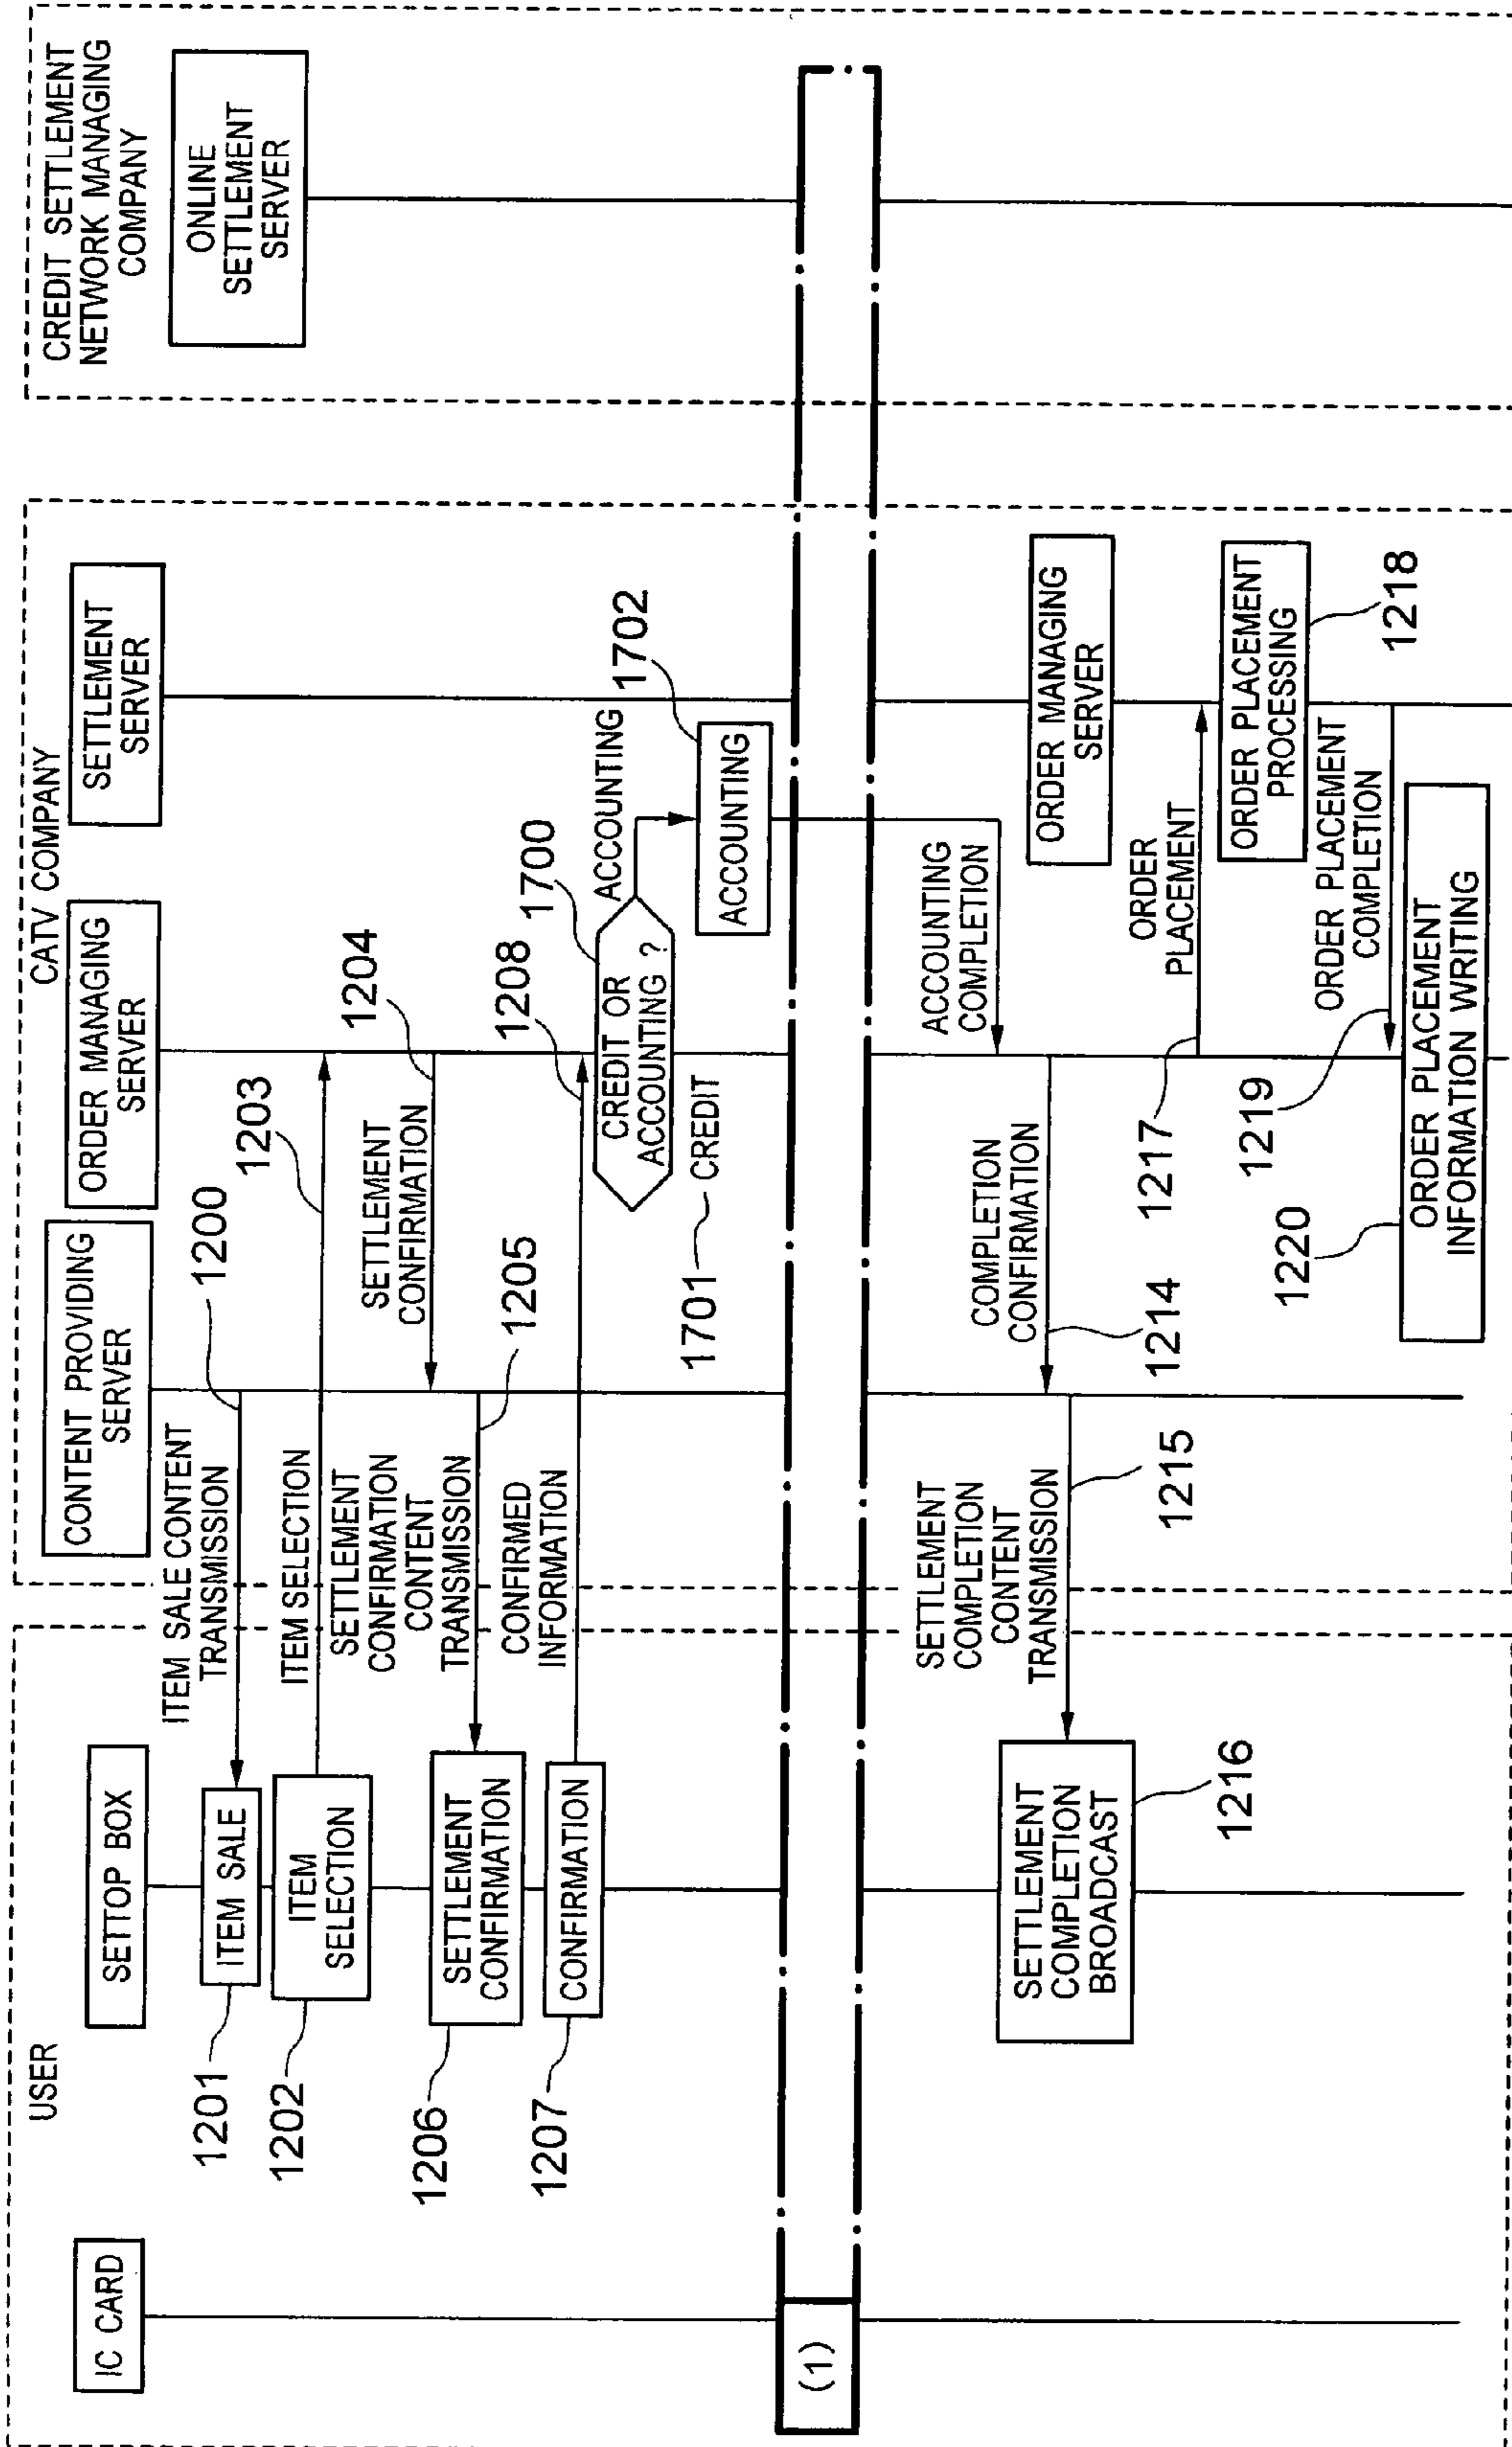 USER
CATV COMPANY
CREDIT SETTLEMENT
NETWORK MANAGING
COMPANY
IC CARD
SETTOP BOX
CONTENT PROVIDING
SERVER
ORDER MANAGING
SERVER
SETTLEMENT
SERVER
ONLINE
SETTLEMENT
SERVER
ITEM SALE CONTENT
TRANSMISSION
1200
1201
ITEM SALE
1202
ITEM
SELECTION
ITEM SELECTION
1203
SETTLEMENT
CONFIRMATION
1204
SETTLEMENT
CONFIRMATION
CONTENT
TRANSMISSION
1205
1206
SETTLEMENT
CONFIRMATION
1207
CONFIRMATION
CONFIRMED
INFORMATION
1208
CREDIT OR
ACCOUNTING ?
1700
ACCOUNTING
1701
CREDIT
ACCOUNTING
1702
(1)
ACCOUNTING
COMPLETION
COMPLETION
CONFIRMATION
1214
SETTLEMENT
COMPLETION
CONTENT
TRANSMISSION
1215
SETTLEMENT
COMPLETION
BROADCAST
1216
ORDER MANAGING
SERVER
ORDER
PLACEMENT
1217
ORDER PLACEMENT
PROCESSING
1218
ORDER PLACEMENT
COMPLETION
1219
1220
ORDER PLACEMENT
INFORMATION WRITING